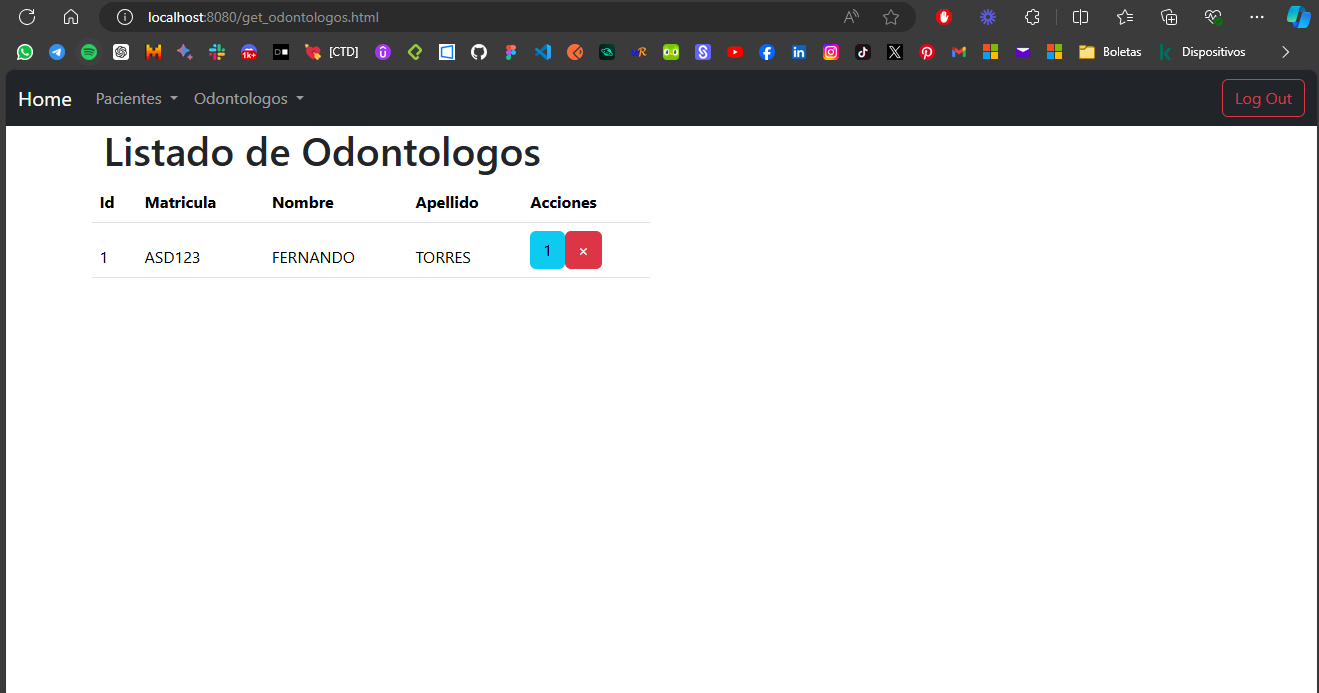 localhost:8080/get_odontologos.html
[CTD] Boletas Dispositivos
Home Pacientes Odontologos Log Out
Listado de Odontologos
Id Matricula Nombre Apellido Acciones
1 ASD123 FERNANDO TORRES 1 ×